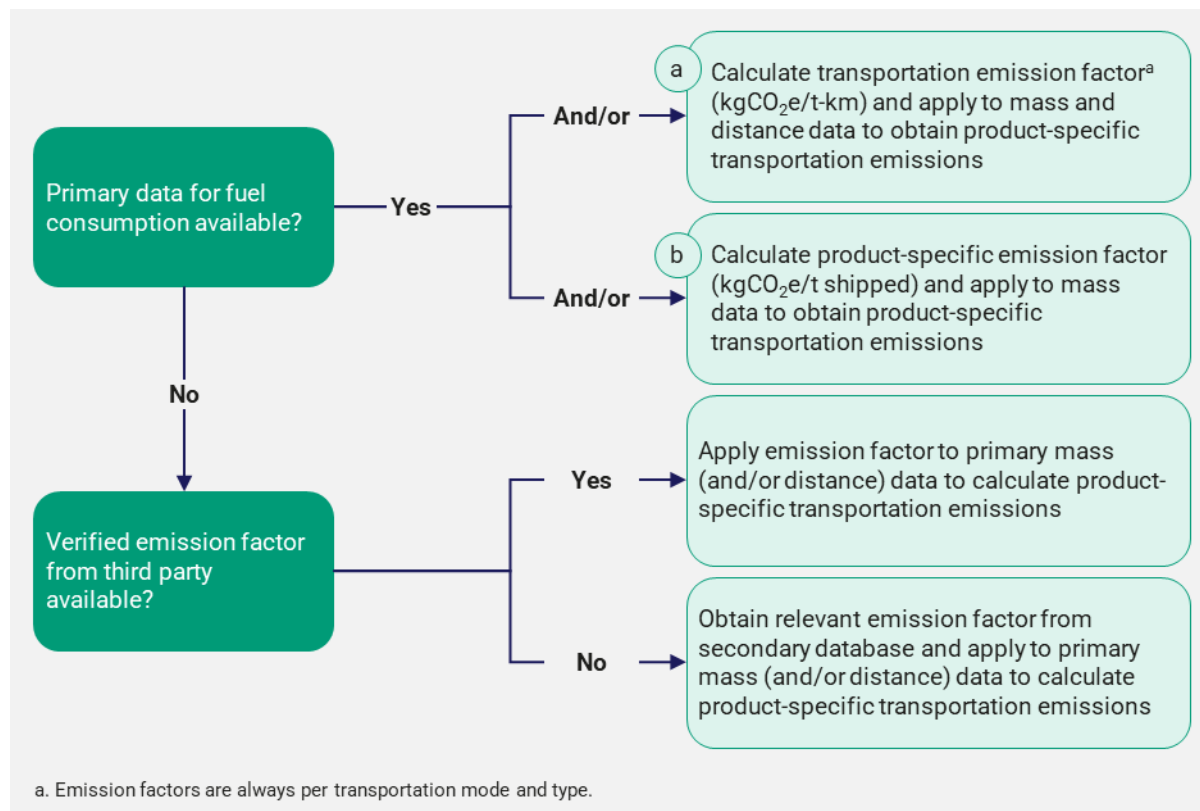 Primary data for fuel
consumption available?
Yes
And/or
a
Calculate transportation emission factorᵃ
(kgCO₂e/t-km) and apply to mass and
distance data to obtain product-specific
transportation emissions
And/or
b
Calculate product-specific emission factor
(kgCO₂e/t shipped) and apply to mass
data to obtain product-specific
transportation emissions
No
Verified emission factor
from third party
available?
Yes
Apply emission factor to primary mass
(and/or distance) data to calculate product-
specific transportation emissions
No
Obtain relevant emission factor from
secondary database and apply to primary
mass (and/or distance) data to calculate
product-specific transportation emissions
a. Emission factors are always per transportation mode and type.